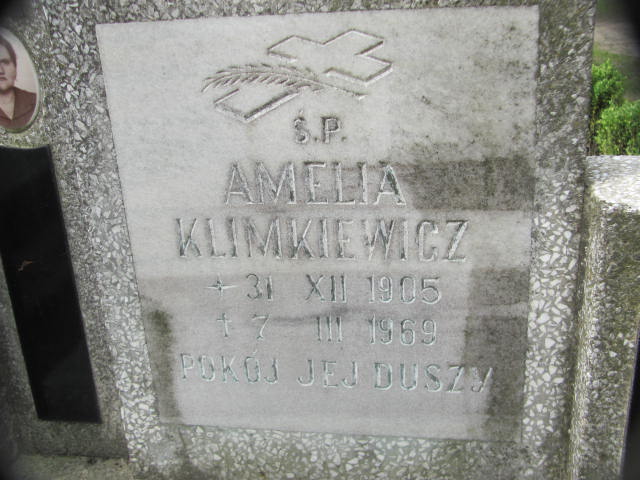 Ś.P.
AMELIA
KLIMKIEWICZ
+ 31 XII 1905
† 7 III 1969
POKÓJ JEJ DUSZY